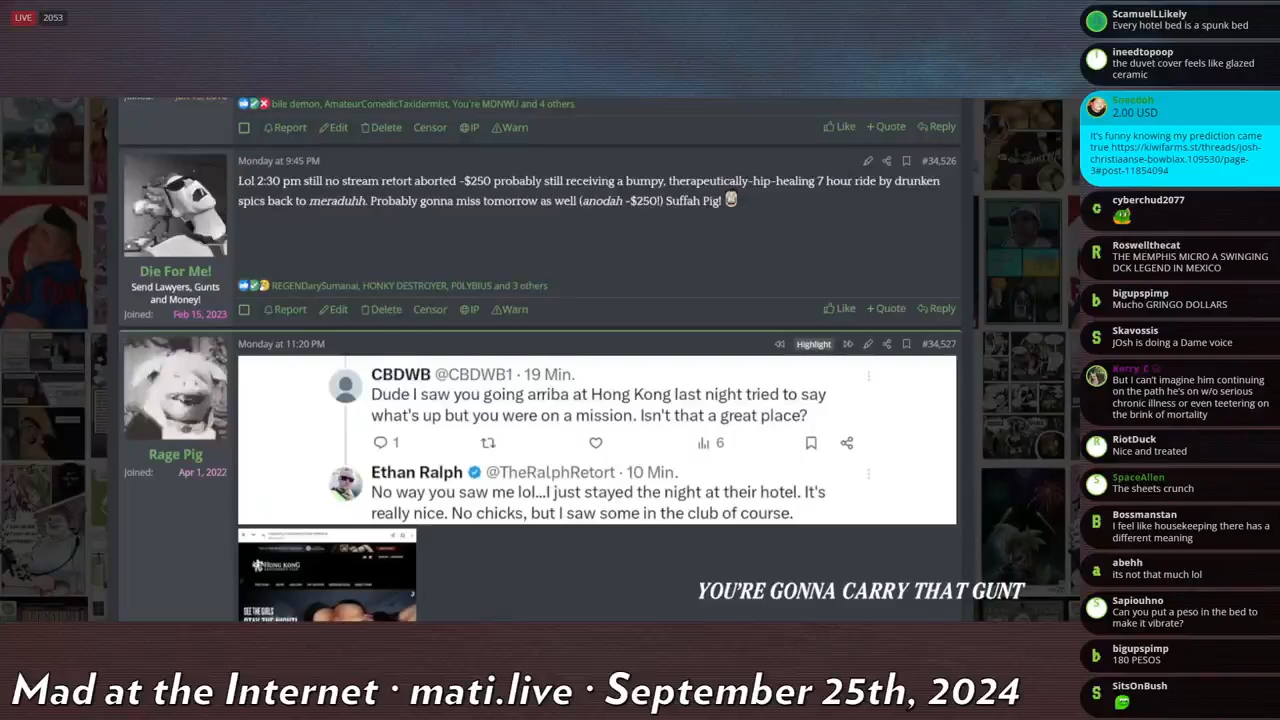 LIVE 2053
bile demon, AmateurComedicTaxidermist, You're MDNWU and 4 others
Report Edit Delete Censor IP Warn Like + Quote Reply
Monday at 9:45 PM #34,526
Lol 2:30 pm still no stream retort aborted -$250 probably still receiving a bumpy, therapeutically-hip-healing 7 hour ride by drunken
spics back to meraduhh. Probably gonna miss tomorrow as well (anodah -$250!) Suffah Pig!
Die For Me!
Send Lawyers, Gunts
and Money!
Joined: Feb 15, 2023
REGENDarySumanai, HONKY DESTROYER, P0LYBIUS and 3 others
Report Edit Delete Censor IP Warn Like + Quote Reply
Monday at 11:20 PM Highlight #34,527
Rage Pig
Joined: Apr 1, 2022
CBDWB @CBDWB1 · 19 Min.
Dude I saw you going arriba at Hong Kong last night tried to say
what's up but you were on a mission. Isn't that a great place?
1 6
Ethan Ralph @TheRalphRetort · 10 Min.
No way you saw me lol...I just stayed the night at their hotel. It's
really nice. No chicks, but I saw some in the club of course.
HONG KONG
SEE THE GIRLS
YOU'RE GONNA CARRY THAT GUNT
Mad at the Internet · mati.live · September 25th, 2024
ScamuelLLikely
Every hotel bed is a spunk bed
ineedtopoop
the duvet cover feels like glazed
ceramic
Sneedoh
2.00 USD
It's funny knowing my prediction came
true https://kiwifarms.st/threads/josh-
christiaanse-bowblax.109530/page-
3#post-11854094
cyberchud2077
Roswellthecat
THE MEMPHIS MICRO A SWINGING
DCK LEGEND IN MEXICO
bigupspimp
Mucho GRINGO DOLLARS
Skavossis
JOsh is doing a Dame voice
But I can't imagine him continuing
on the path he's on w/o serious
chronic illness or even teetering on
the brink of mortality
RiotDuck
Nice and treated
SpaceAllen
The sheets crunch
Bossmanstan
I feel like housekeeping there has a
different meaning
abehh
its not that much lol
Sapiouhno
Can you put a peso in the bed to
make it vibrate?
bigupspimp
180 PESOS
SitsOnBush